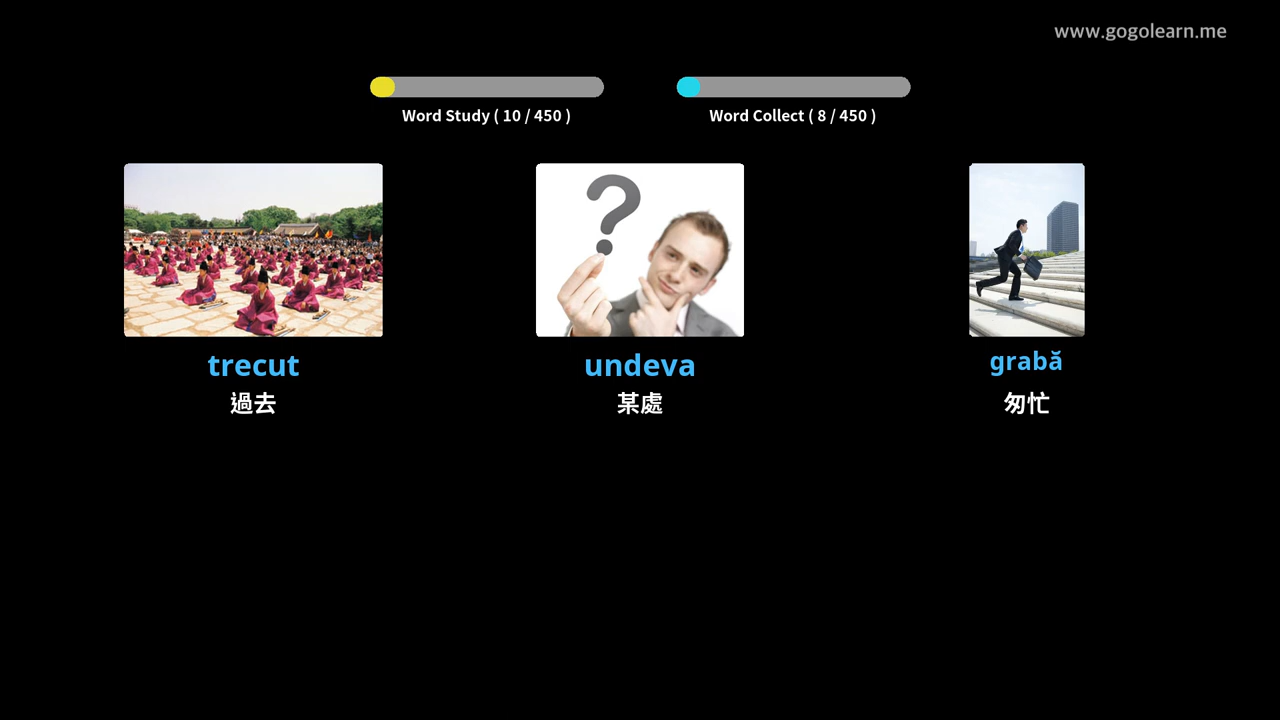 www.gogolearn.me
Word Study ( 10 / 450 )
Word Collect ( 8 / 450 )
trecut
undeva
grabă
過去
某處
匆忙